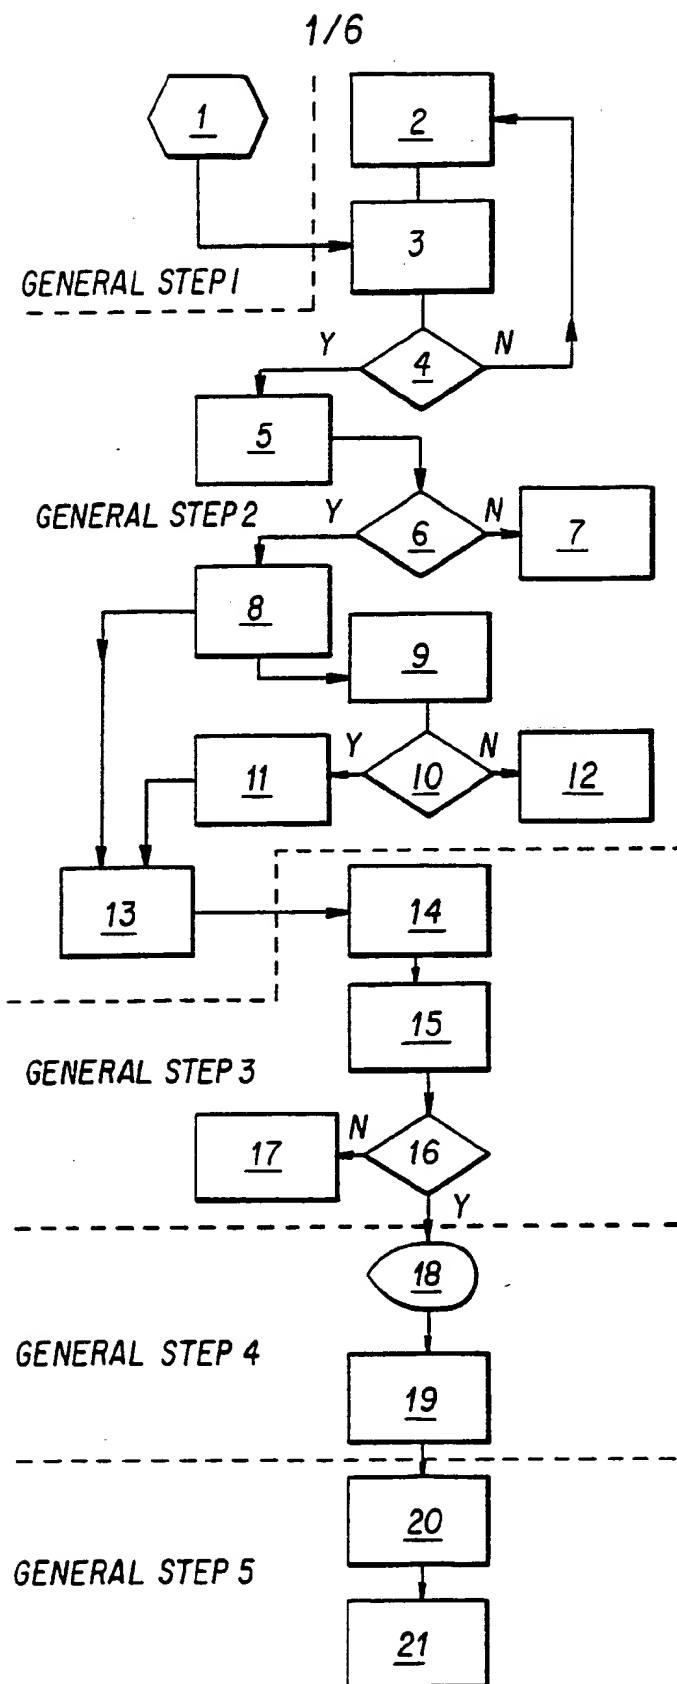 1/6
1
2
3
GENERAL STEP 1
Y
4
N
5
GENERAL STEP 2
Y
6
N
7
8
9
11
Y
10
N
12
13
14
15
GENERAL STEP 3
17
N
16
Y
18
GENERAL STEP 4
19
20
GENERAL STEP 5
21